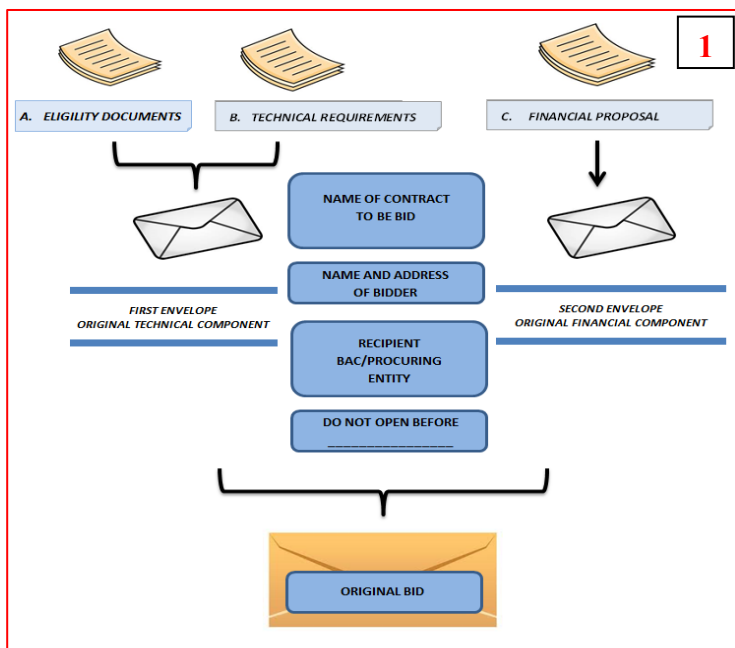 1
A. ELIGILITY DOCUMENTS
B. TECHNICAL REQUIREMENTS
C. FINANCIAL PROPOSAL
NAME OF CONTRACT
TO BE BID
NAME AND ADDRESS
OF BIDDER
FIRST ENVELOPE
ORIGINAL TECHNICAL COMPONENT
SECOND ENVELOPE
ORIGINAL FINANCIAL COMPONENT
RECIPIENT
BAC/PROCURING
ENTITY
DO NOT OPEN BEFORE
________________
ORIGINAL BID